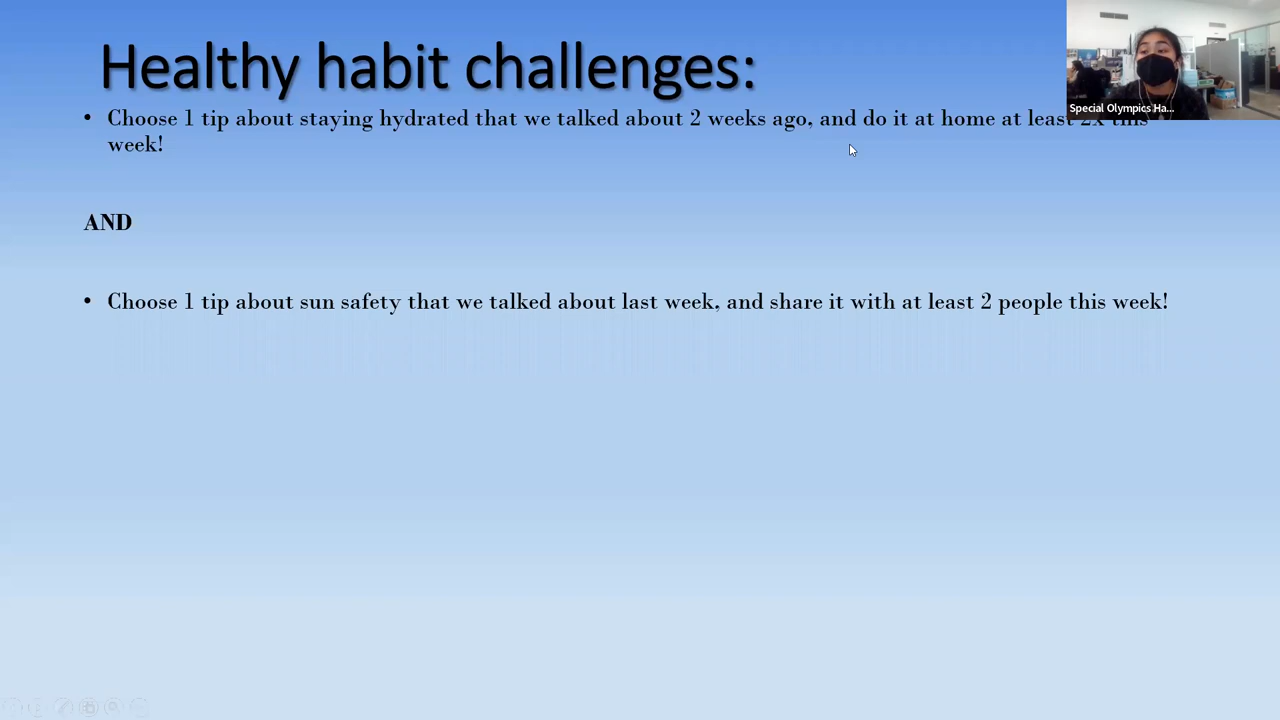 Healthy habit challenges:
• Choose 1 tip about staying hydrated that we talked about 2 weeks ago, and do it at home at least 2x this
week!
AND
• Choose 1 tip about sun safety that we talked about last week, and share it with at least 2 people this week!
Special Olympics Ha...